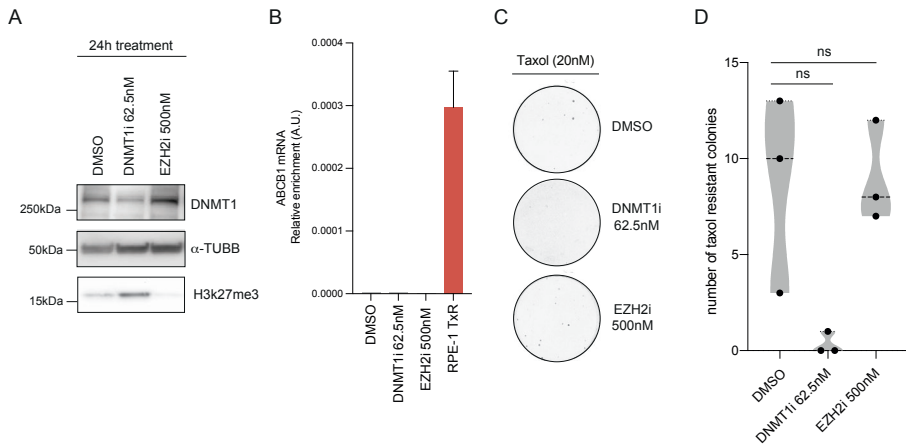 A
24h treatment
DMSO
DNMT1i 62.5nM
EZH2i 500nM
250kDa
DNMT1
50kDa
α-TUBB
15kDa
H3k27me3
B
ABCB1 mRNA
Relative enrichment (A.U.)
0.0004
0.0003
0.0002
0.0001
0.0000
DMSO
DNMT1i 62.5nM
EZH2i 500nM
RPE-1 TxR
C
Taxol (20nM)
DMSO
DNMT1i
62.5nM
EZH2i
500nM
D
number of taxol resistant colonies
15
10
5
0
ns
ns
DMSO
DNMT1i 62.5nM
EZH2i 500nM